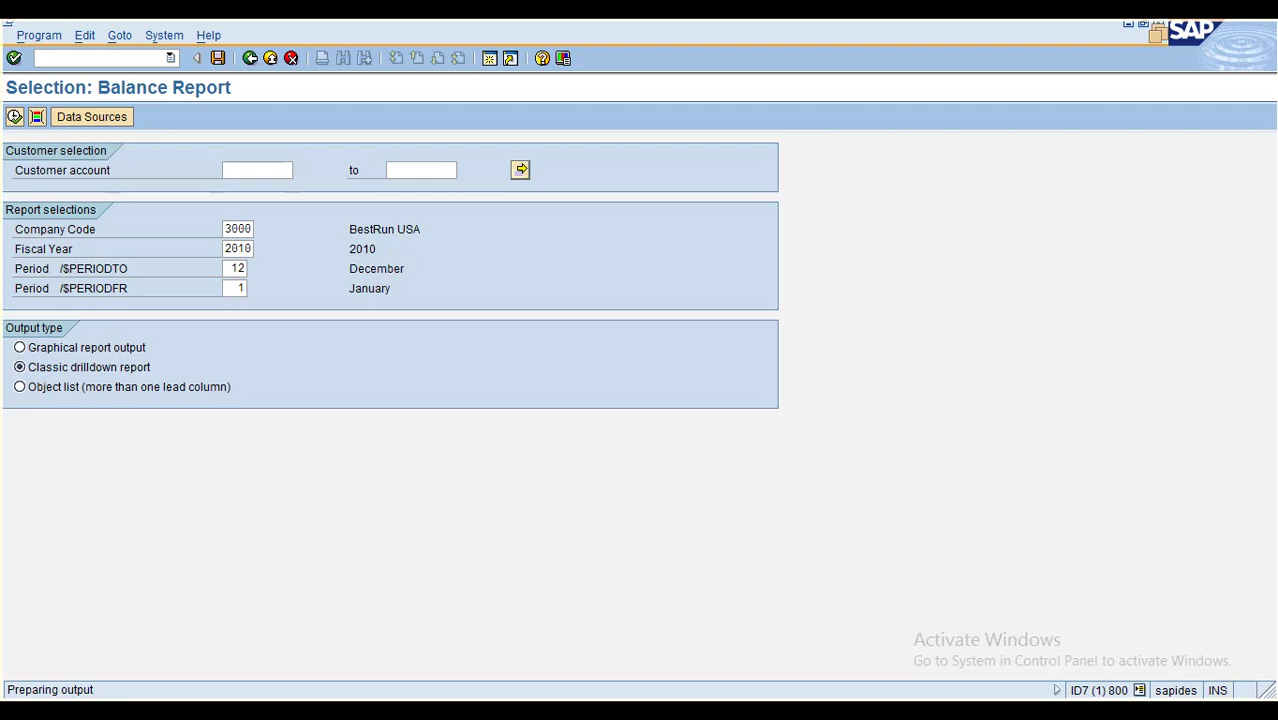 Program Edit Goto System Help
SAP
Selection: Balance Report
Data Sources
Customer selection
Customer account to
Report selections
Company Code 3000 BestRun USA
Fiscal Year 2010 2010
Period /$PERIODTO 12 December
Period /$PERIODFR 1 January
Output type
Graphical report output
Classic drilldown report
Object list (more than one lead column)
Activate Windows
Go to System in Control Panel to activate Windows.
Preparing output ID7 (1) 800 sapides INS